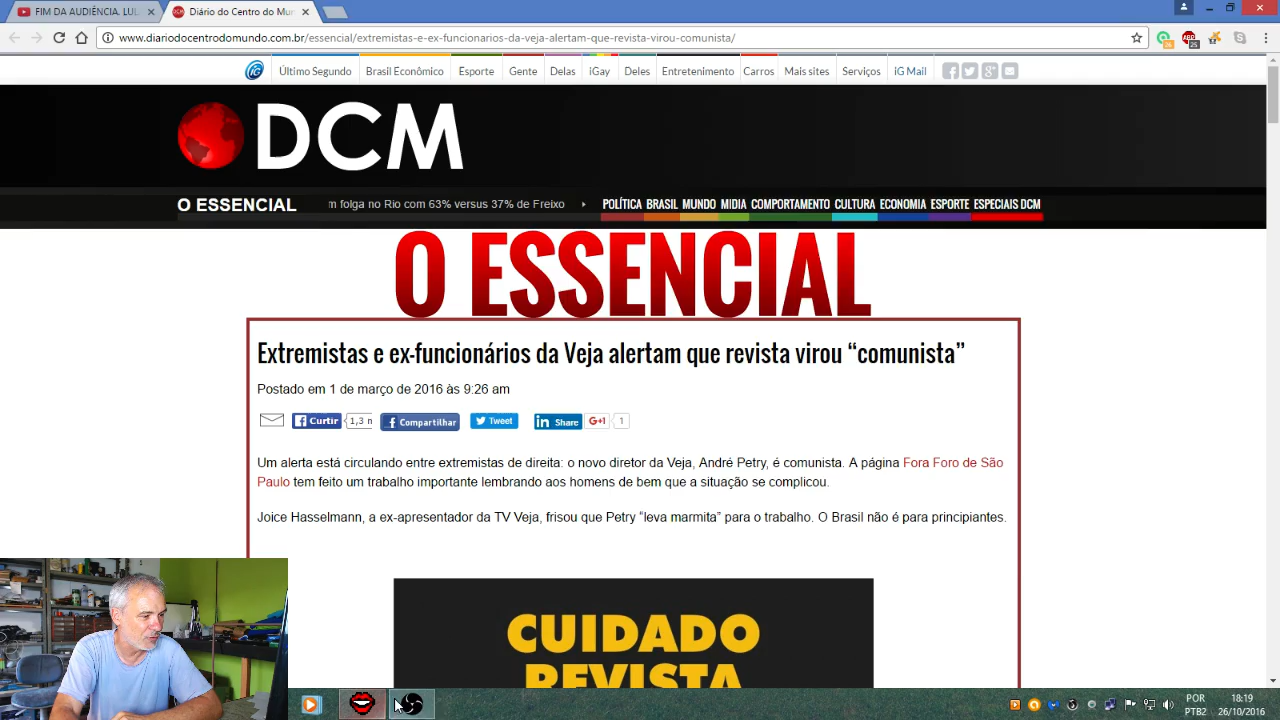 FIM DA AUDIÊNCIA. LUL
Diário do Centro do Mun
www.diariodocentrodomundo.com.br/essencial/extremistas-e-ex-funcionarios-da-veja-alertam-que-revista-virou-comunista/
iG Último Segundo Brasil Econômico Esporte Gente Delas iGay Deles Entretenimento Carros Mais sites Serviços iG Mail
DCM
O ESSENCIAL m folga no Rio com 63% versus 37% de Freixo POLÍTICA BRASIL MUNDO MIDIA COMPORTAMENTO CULTURA ECONOMIA ESPORTE ESPECIAIS DCM
O ESSENCIAL
Extremistas e ex-funcionários da Veja alertam que revista virou “comunista”
Postado em 1 de março de 2016 às 9:26 am
Curtir 1,3 n Compartilhar Tweet Share G+1 1
Um alerta está circulando entre extremistas de direita: o novo diretor da Veja, André Petry, é comunista. A página Fora Foro de São
Paulo tem feito um trabalho importante lembrando aos homens de bem que a situação se complicou.
Joice Hasselmann, a ex-apresentador da TV Veja, frisou que Petry “leva marmita” para o trabalho. O Brasil não é para principiantes.
CUIDADO
REVISTA
POR 18:19
PTB2 26/10/2016